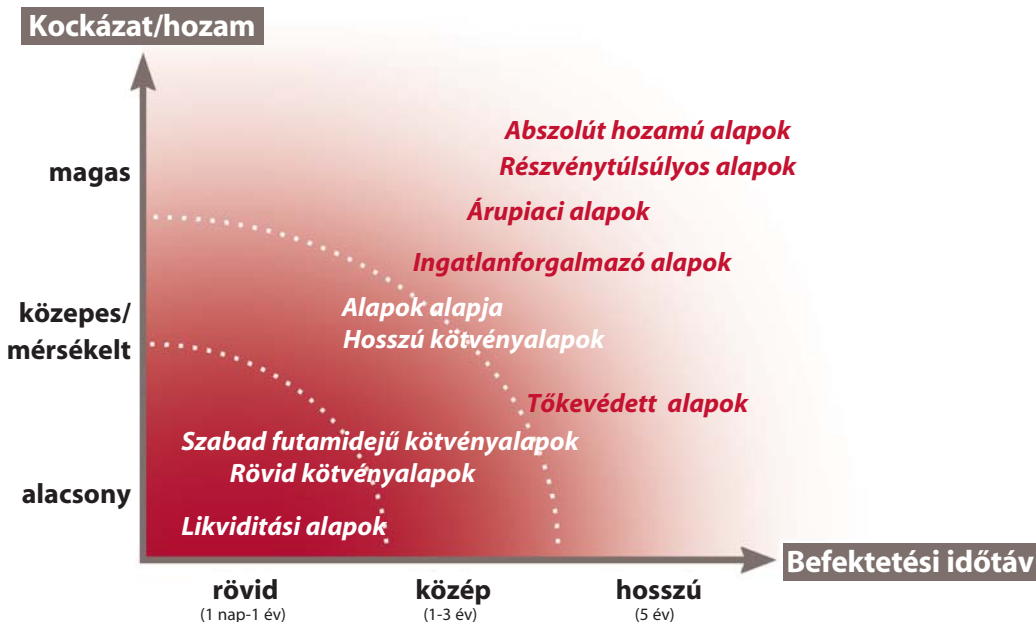 Kockázat/hozam
Abszolút hozamú alapok
magas
Részvénytúlsúlyos alapok
Árupiaci alapok
Ingatlanforgalmazó alapok
Alapok alapja
közepes/
mérsékelt
Hosszú kötvényalapok
Tőkevédett alapok
Szabad futamidejű kötvényalapok
Rövid kötvényalapok
alacsony
Likviditási alapok
Befektetési időtáv
rövid
(1 nap-1 év)
közép
(1-3 év)
hosszú
(5 év)